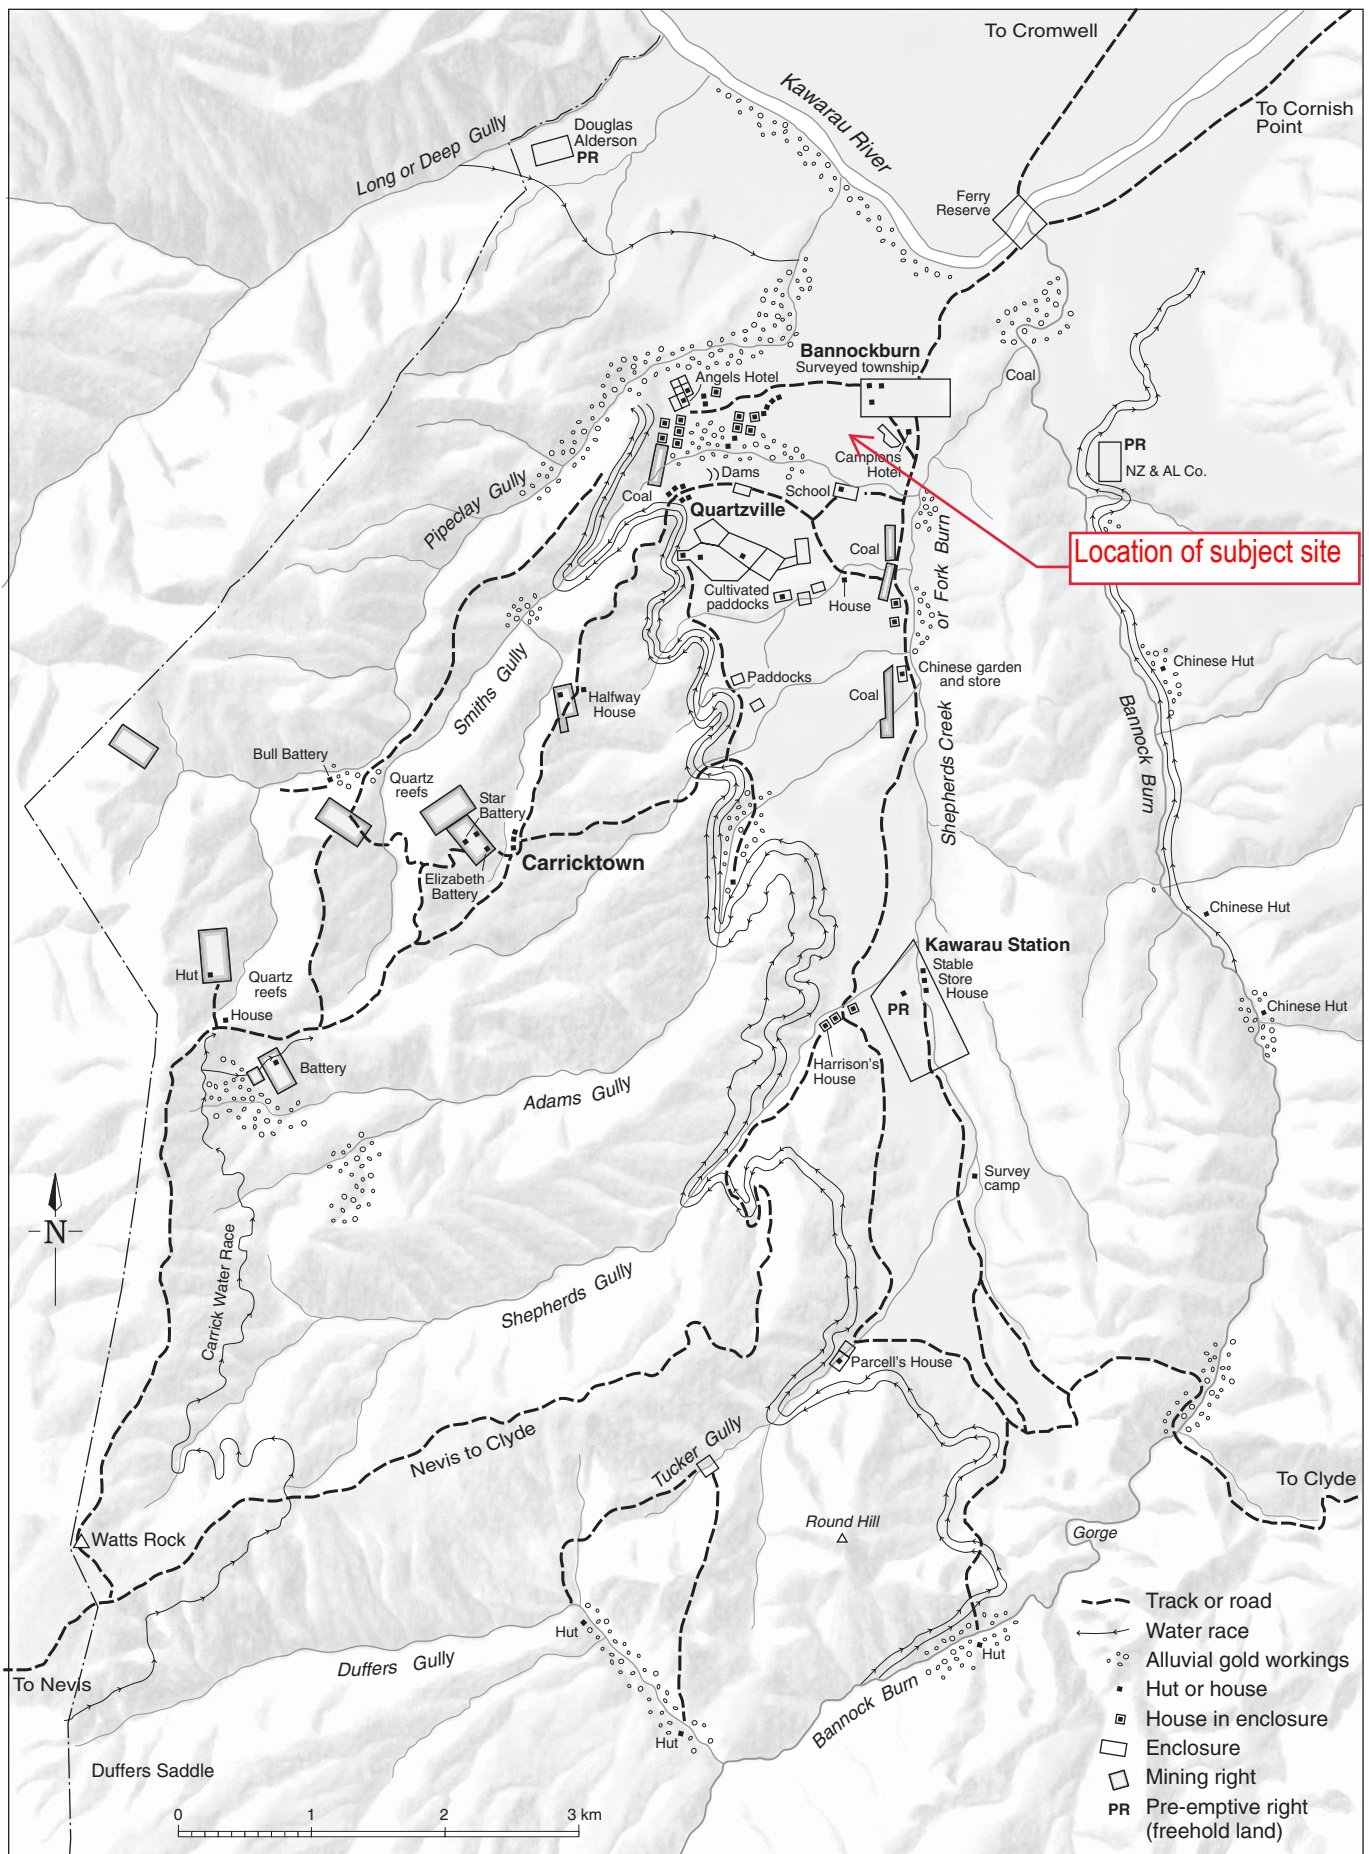 To Cromwell
To Cornish
Point
Kawarau River
Long or Deep Gully
Douglas
Alderson
PR
Ferry
Reserve
Bannockburn
Surveyed township
Angels Hotel
Coal
Campions
Hotel
PR
NZ & AL Co.
Pipeclay Gully
Coal
Dams
School
Quartzville
Coal
Location of subject site
Cultivated
paddocks
House
Shepherds Creek or Fork Burn
Smiths Gully
Halfway
House
Paddocks
Chinese garden
and store
Coal
Chinese Hut
Bannock Burn
Bull Battery
Quartz
reefs
Star
Battery
Carricktown
Elizabeth
Battery
Chinese Hut
Kawarau Station
Stable
Store
House
PR
Hut
Quartz
reefs
House
Chinese Hut
Battery
Harrison's
House
Adams Gully
Survey
camp
N
Carrick Water Race
Shepherds Gully
Parcell's House
Nevis to Clyde
Tucker Gully
To Clyde
Round Hill
Gorge
Watts Rock
Hut
Duffers Gully
To Nevis
Hut
Hut
Bannock Burn
Duffers Saddle
0 1 2 3 km
Track or road
Water race
Alluvial gold workings
Hut or house
House in enclosure
Enclosure
Mining right
PR Pre-emptive right
(freehold land)